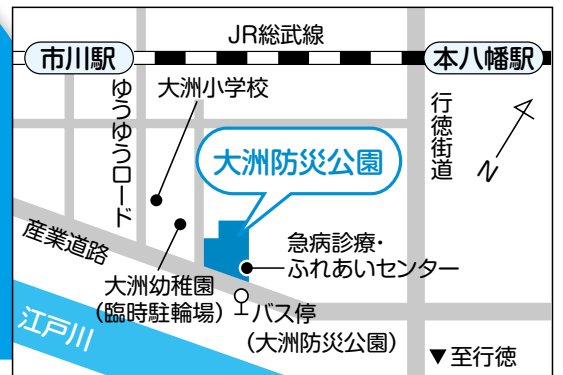 JR総武線
市川駅
本八幡駅
大洲小学校
ゆうゆうロード
行徳街道
N
大洲防災公園
産業道路
急病診療・
ふれあいセンター
大洲幼稚園
(臨時駐輪場)
バス停
(大洲防災公園)
江戸川
▼至行徳